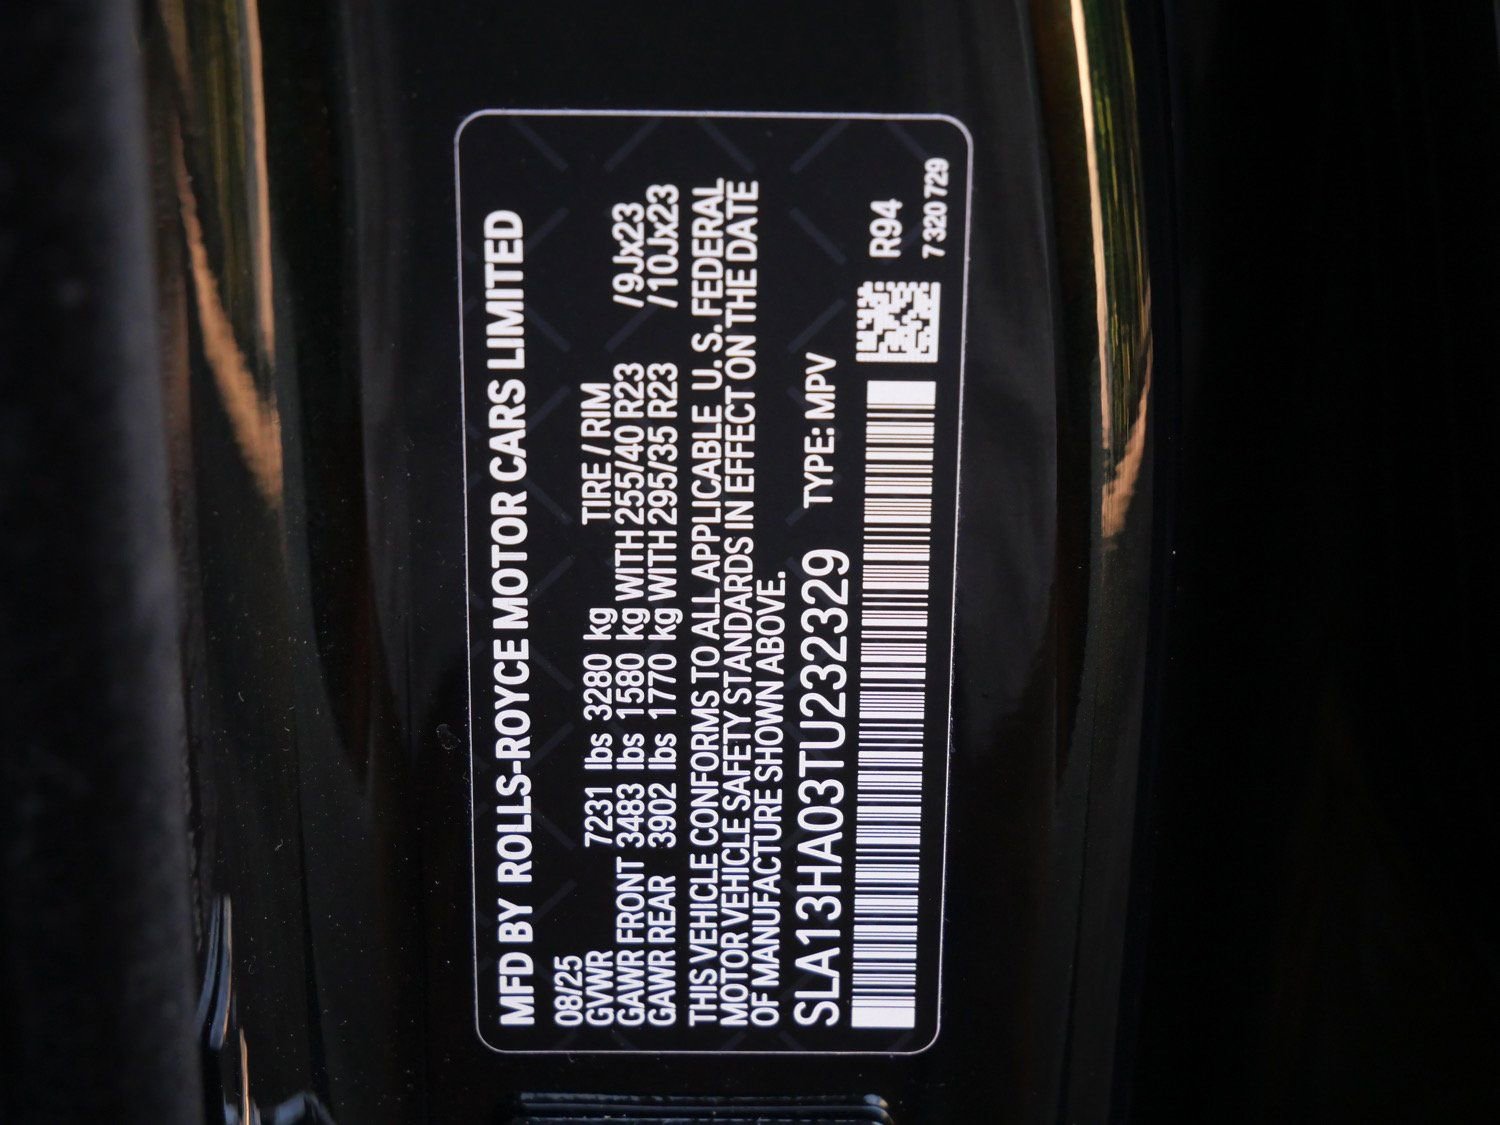 MFD BY ROLLS-ROYCE MOTOR CARS LIMITED
08/25 TIRE / RIM
GVWR 7231 lbs 3280 kg
GAWR FRONT 3483 lbs 1580 kg WITH 255/40 R23 /9Jx23
GAWR REAR 3902 lbs 1770 kg WITH 295/35 R23 /10Jx23
THIS VEHICLE CONFORMS TO ALL APPLICABLE U. S. FEDERAL
MOTOR VEHICLE SAFETY STANDARDS IN EFFECT ON THE DATE
OF MANUFACTURE SHOWN ABOVE.
SLA13HA03TU232329 TYPE: MPV
R94
7 320 729